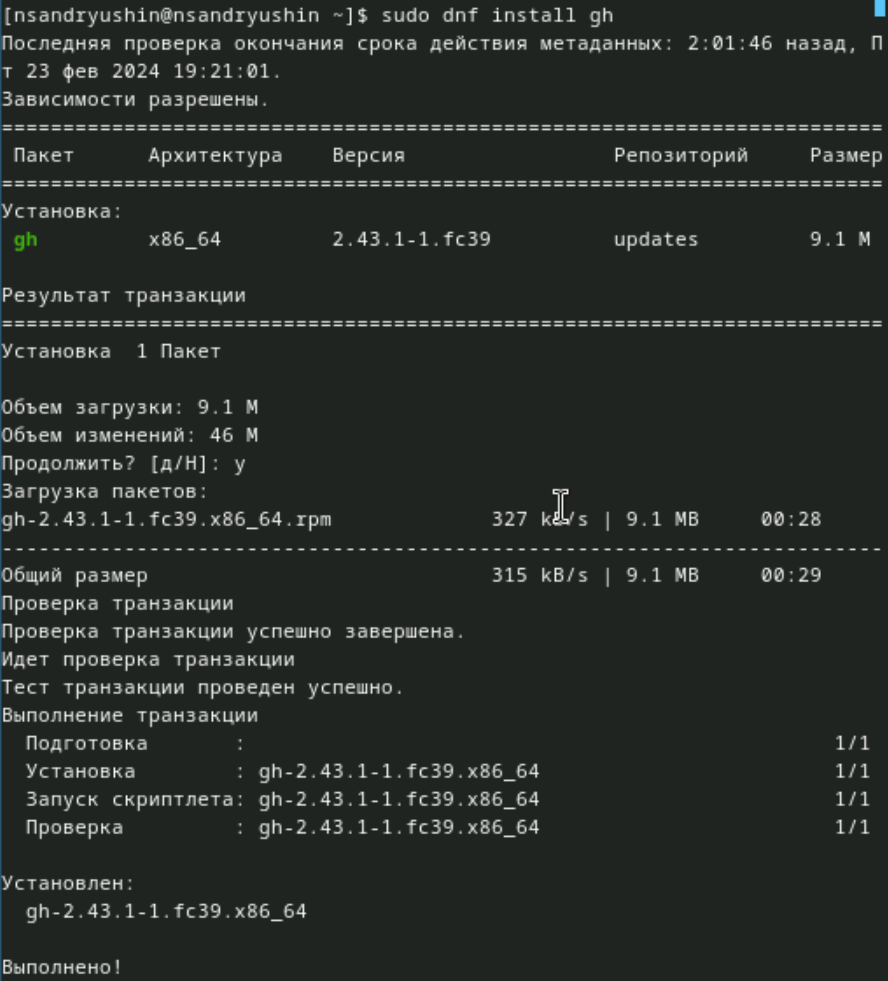 [nsandryushin@nsandryushin ~]$ sudo dnf install gh
Последняя проверка окончания срока действия метаданных: 2:01:46 назад, П
т 23 фев 2024 19:21:01.
Зависимости разрешены.
================================================================================
Пакет Архитектура Версия Репозиторий Размер
================================================================================
Установка:
gh x86_64 2.43.1-1.fc39 updates 9.1 M
Результат транзакции
================================================================================
Установка 1 Пакет
Объем загрузки: 9.1 M
Объем изменений: 46 M
Продолжить? [д/Н]: y
Загрузка пакетов:
gh-2.43.1-1.fc39.x86_64.rpm 327 kB/s | 9.1 MB 00:28
--------------------------------------------------------------------------------
Общий размер 315 kB/s | 9.1 MB 00:29
Проверка транзакции
Проверка транзакции успешно завершена.
Идет проверка транзакции
Тест транзакции проведен успешно.
Выполнение транзакции
Подготовка : 1/1
Установка : gh-2.43.1-1.fc39.x86_64 1/1
Запуск скриптлета: gh-2.43.1-1.fc39.x86_64 1/1
Проверка : gh-2.43.1-1.fc39.x86_64 1/1
Установлен:
gh-2.43.1-1.fc39.x86_64
Выполнено!